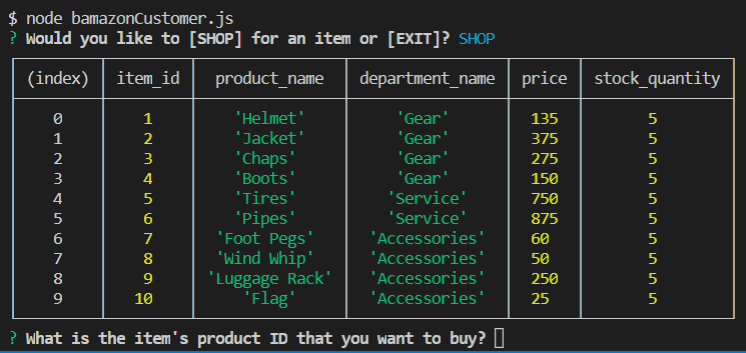 $ node bamazonCustomer.js
? Would you like to [SHOP] for an item or [EXIT]? SHOP
(index) item_id product_name department_name price stock_quantity
0 1 'Helmet' 'Gear' 135 5
1 2 'Jacket' 'Gear' 375 5
2 3 'Chaps' 'Gear' 275 5
3 4 'Boots' 'Gear' 150 5
4 5 'Tires' 'Service' 750 5
5 6 'Pipes' 'Service' 875 5
6 7 'Foot Pegs' 'Accessories' 60 5
7 8 'Wind Whip' 'Accessories' 50 5
8 9 'Luggage Rack' 'Accessories' 250 5
9 10 'Flag' 'Accessories' 25 5
? What is the item's product ID that you want to buy?